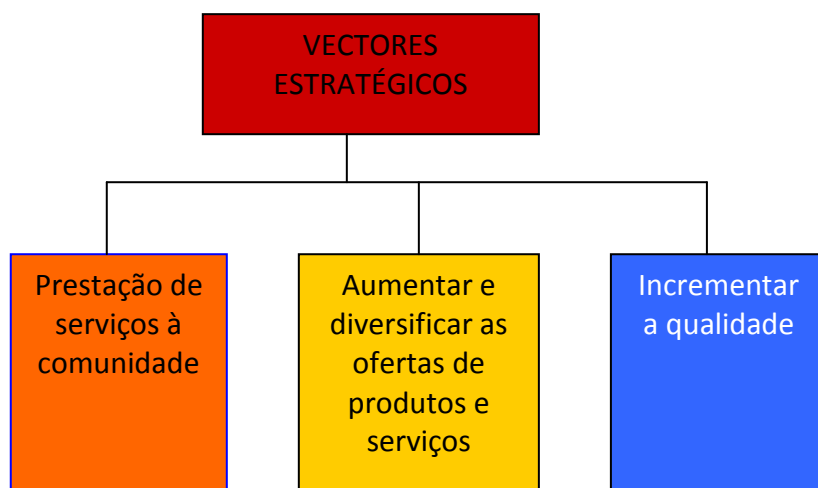 VECTORES
ESTRATÉGICOS
Prestação de
serviços à
comunidade
Aumentar e
diversificar as
ofertas de
produtos e
serviços
Incrementar
a qualidade